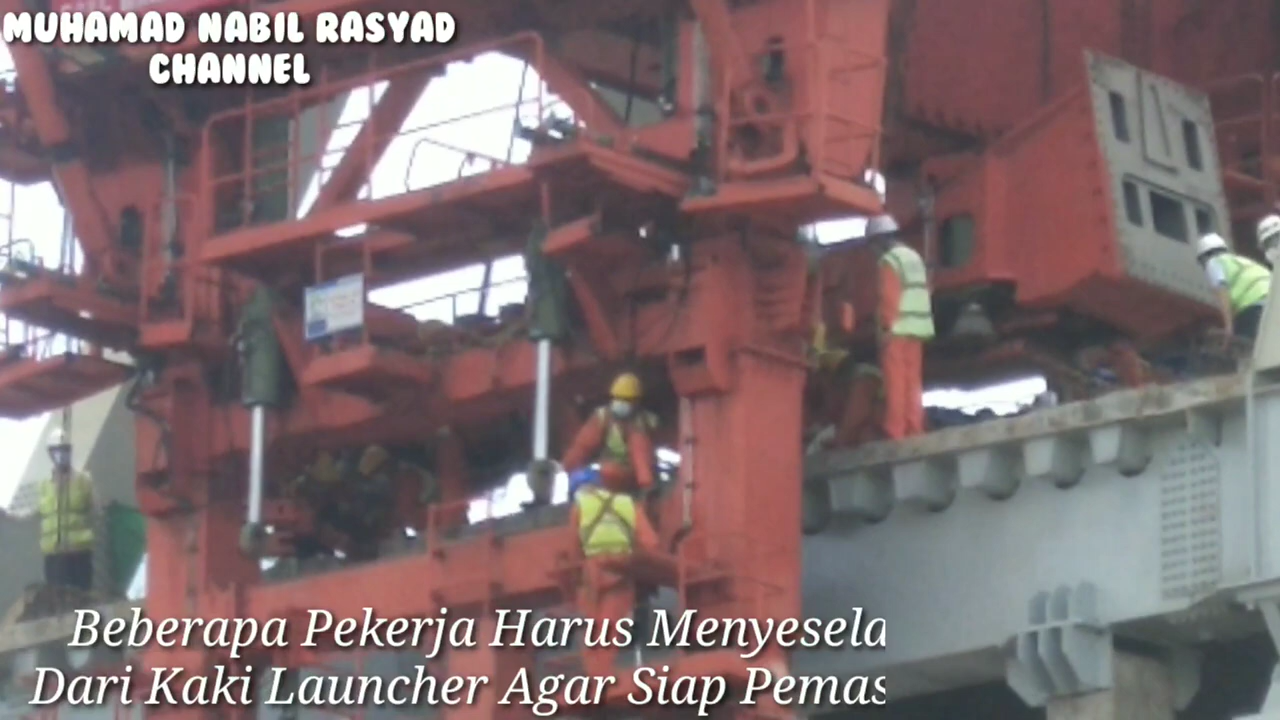 MUHAMAD NABIL RASYAD
CHANNEL
Beberapa Pekerja Harus Menyesela
Dari Kaki Launcher Agar Siap Pemas